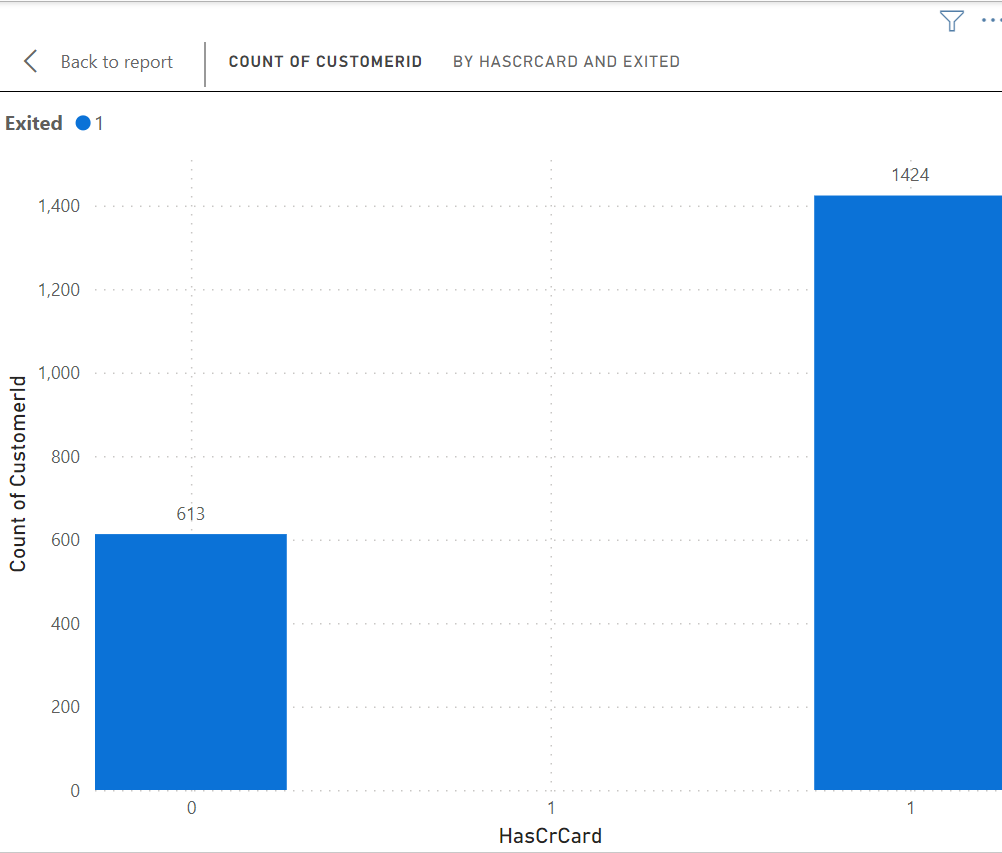 Back to report
COUNT OF CUSTOMERID BY HASCRCARD AND EXITED
Exited 1
1424
1,400
1,200
1,000
800
613
600
400
200
0
Count of CustomerId
0 1 1
HasCrCard